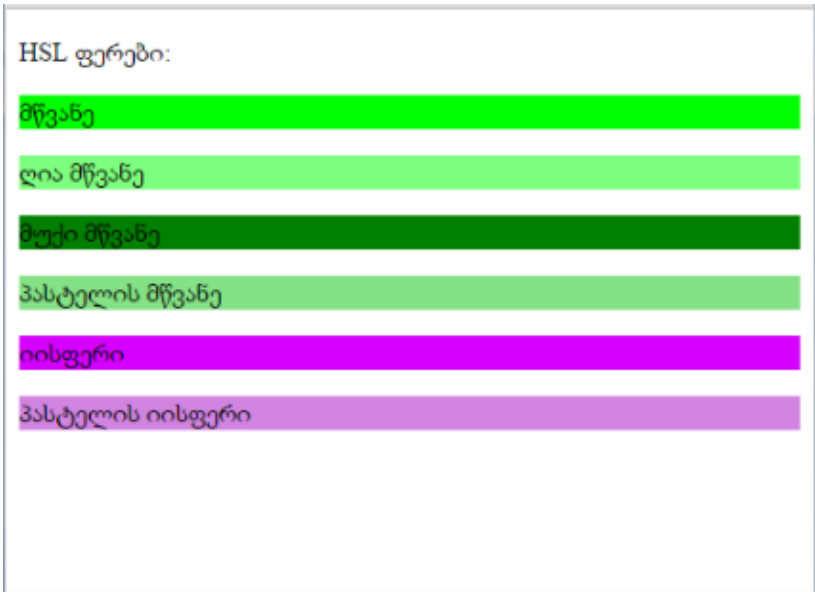 HSL ფერები:
მწვანე
ღია მწვანე
მუქი მწვანე
პასტელის მწვანე
იისფერი
პასტელის იისფერი